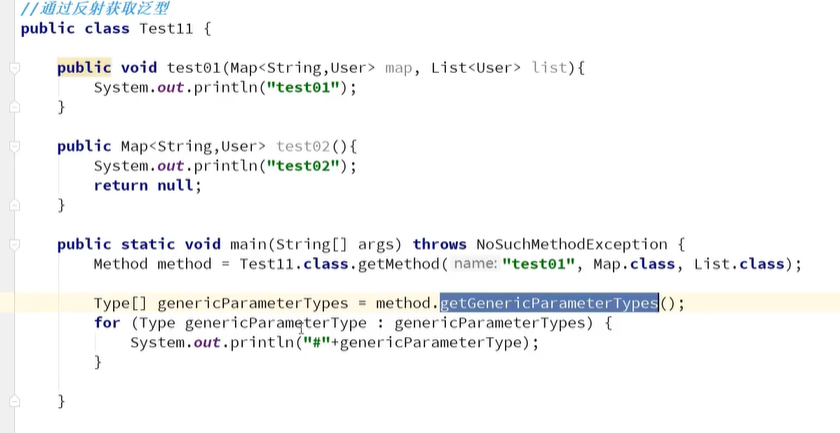 //通过反射获取泛型
public class Test11 {
public void test01(Map<String,User> map, List<User> list){
System.out.println("test01");
}
public Map<String,User> test02(){
System.out.println("test02");
return null;
}
public static void main(String[] args) throws NoSuchMethodException {
Method method = Test11.class.getMethod( name: "test01", Map.class, List.class);
Type[] genericParameterTypes = method.getGenericParameterTypes();
for (Type genericParameterType : genericParameterTypes) {
System.out.println("#"+genericParameterType);
}
}